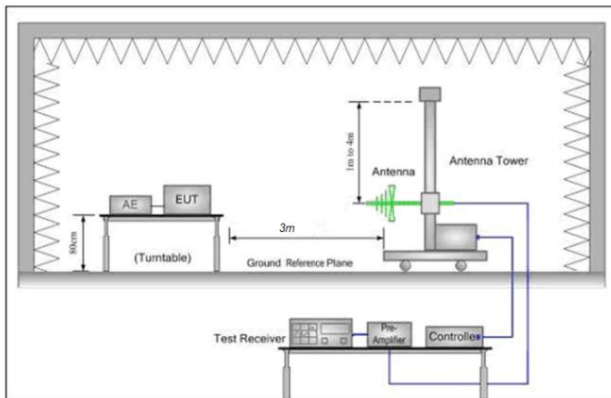 1m to 4m
Antenna
Antenna Tower
AE
EUT
80cm
(Turntable)
3m
Ground Reference Plane
Test Receiver
Pre-
Amplifier
Controller